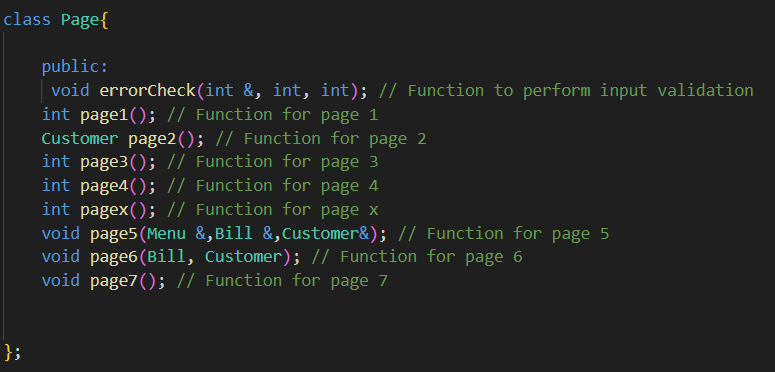 class Page{
public:
void errorCheck(int &, int, int); // Function to perform input validation
int page1(); // Function for page 1
Customer page2(); // Function for page 2
int page3(); // Function for page 3
int page4(); // Function for page 4
int pagex(); // Function for page x
void page5(Menu &,Bill &,Customer&); // Function for page 5
void page6(Bill, Customer); // Function for page 6
void page7(); // Function for page 7
};